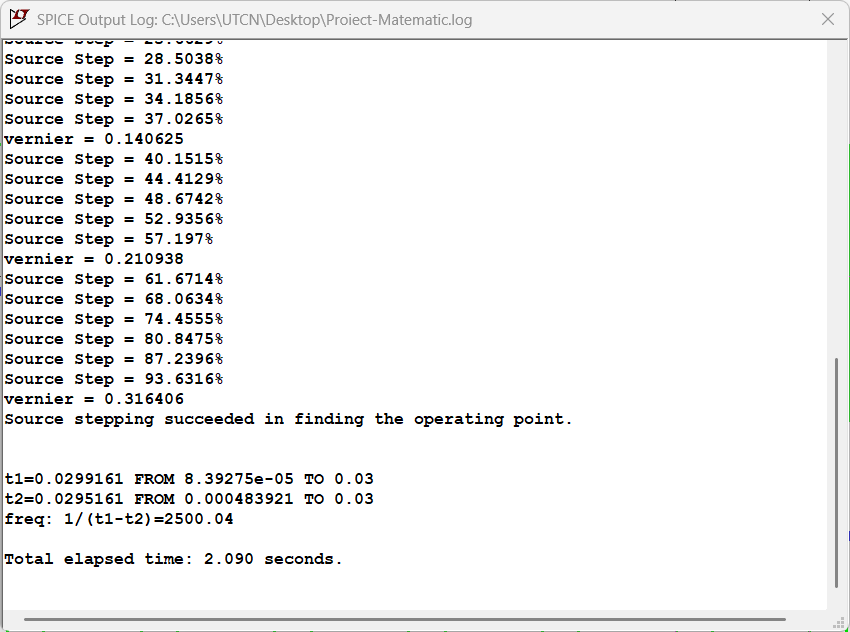 SPICE Output Log: C:\Users\UTCN\Desktop\Proiect-Matematic.log
Source Step =
Source Step = 28.5038%
Source Step = 31.3447%
Source Step = 34.1856%
Source Step = 37.0265%
vernier = 0.140625
Source Step = 40.1515%
Source Step = 44.4129%
Source Step = 48.6742%
Source Step = 52.9356%
Source Step = 57.197%
vernier = 0.210938
Source Step = 61.6714%
Source Step = 68.0634%
Source Step = 74.4555%
Source Step = 80.8475%
Source Step = 87.2396%
Source Step = 93.6316%
vernier = 0.316406
Source stepping succeeded in finding the operating point.
t1=0.0299161 FROM 8.39275e-05 TO 0.03
t2=0.0295161 FROM 0.000483921 TO 0.03
freq: 1/(t1-t2)=2500.04
Total elapsed time: 2.090 seconds.